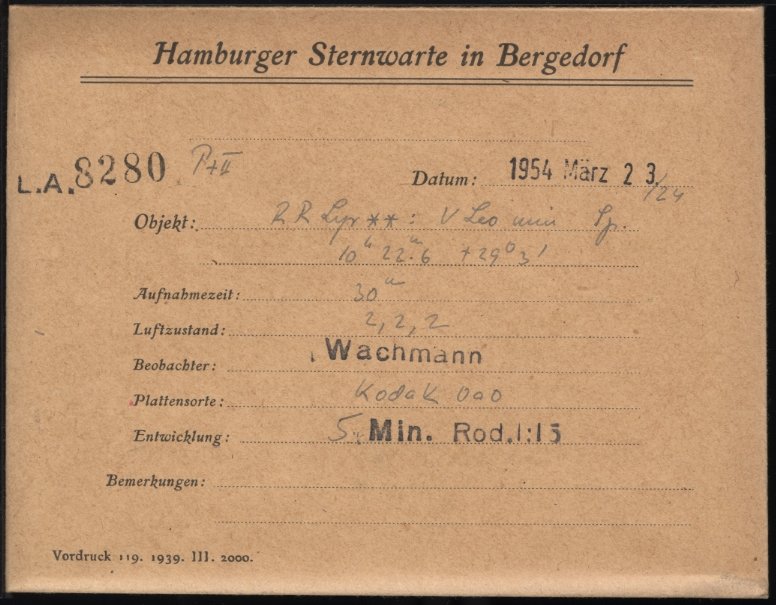 Hamburger Sternwarte in Bergedorf
L.A. 8280 P+II
Datum: 1954 März 23/24
Objekt: RR Lyr **: V Leo min Sp.
10h 22m.6 +29° 3'
Aufnahmezeit: 30m
Luftzustand: 2, 2, 2
Beobachter: Wachmann
Plattensorte: Kodak OaO
Entwicklung: 5 Min. Rod.1:15
Bemerkungen:
Vordruck 119. 1939. III. 2000.